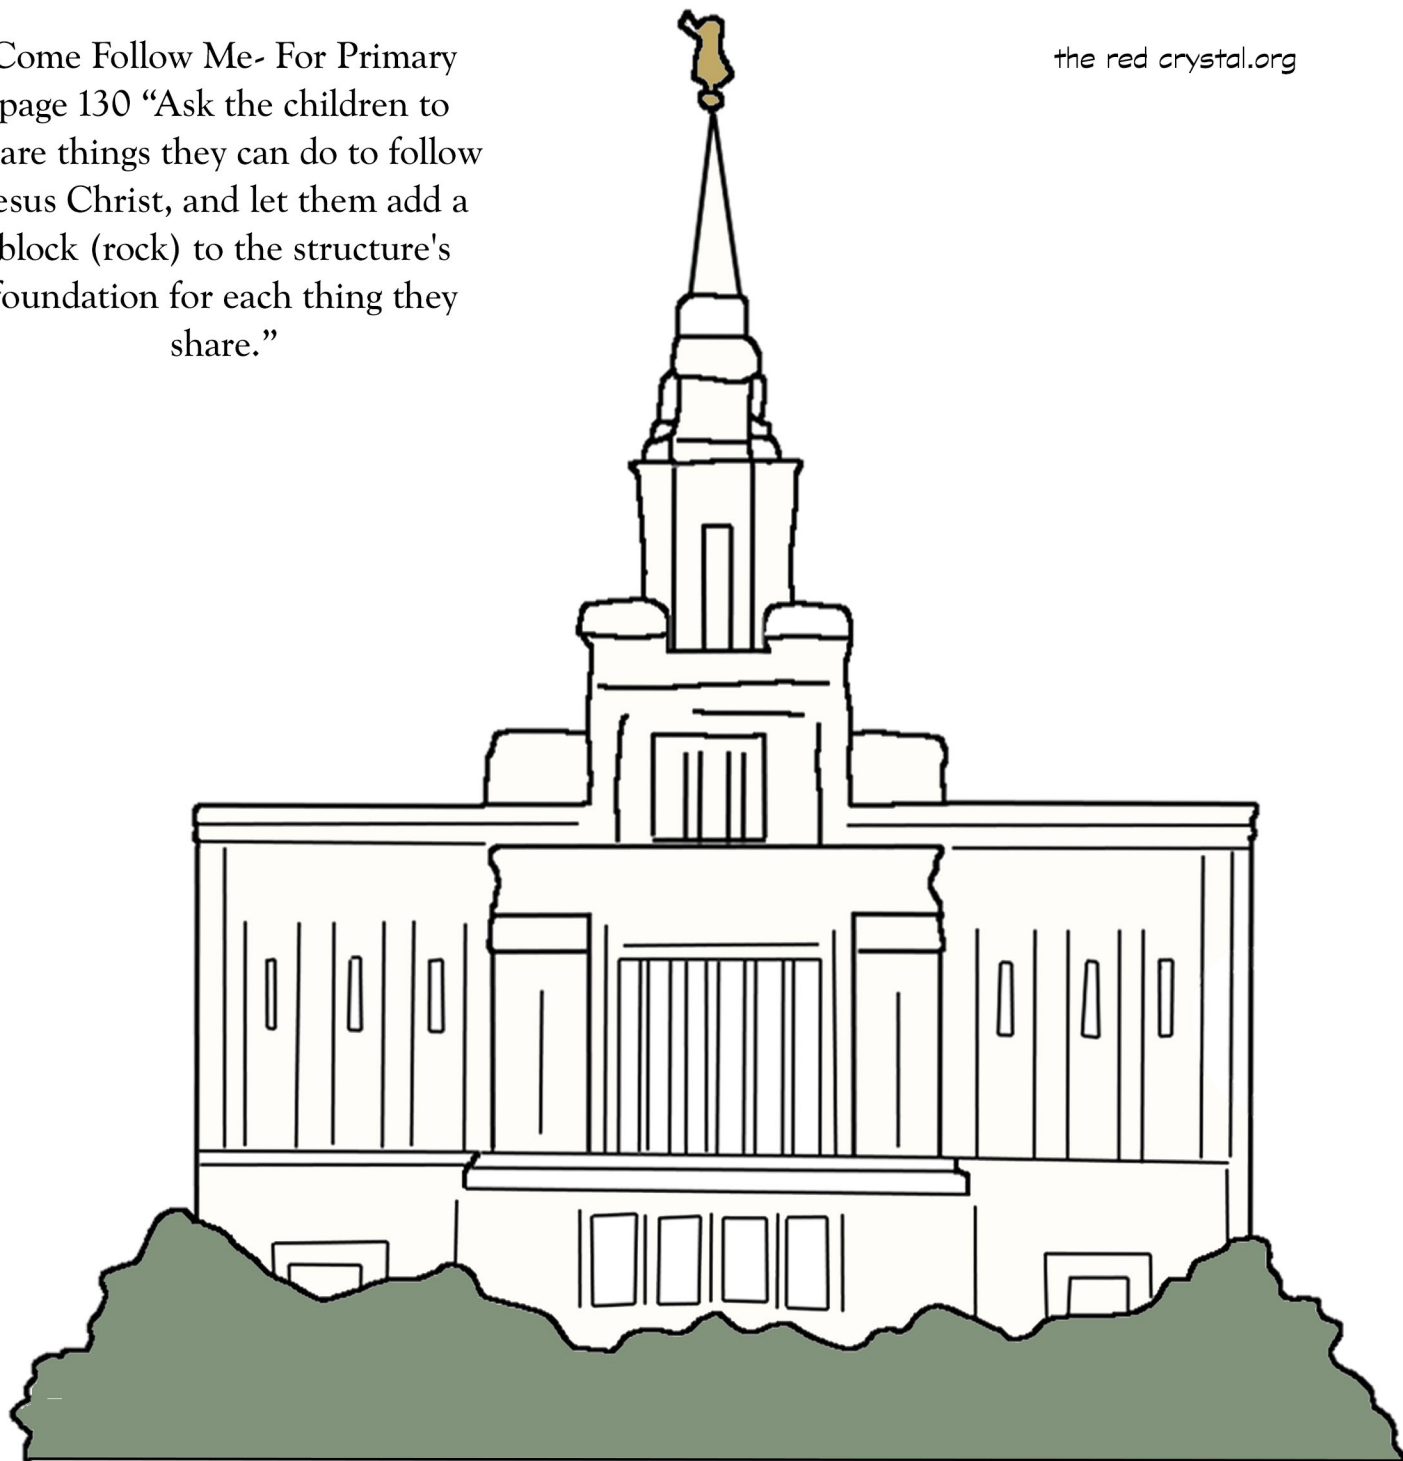 Come Follow Me- For Primary
page 130 “Ask the children to
are things they can do to follow
esus Christ, and let them add a
block (rock) to the structure's
foundation for each thing they
share.”
the red crystal.org